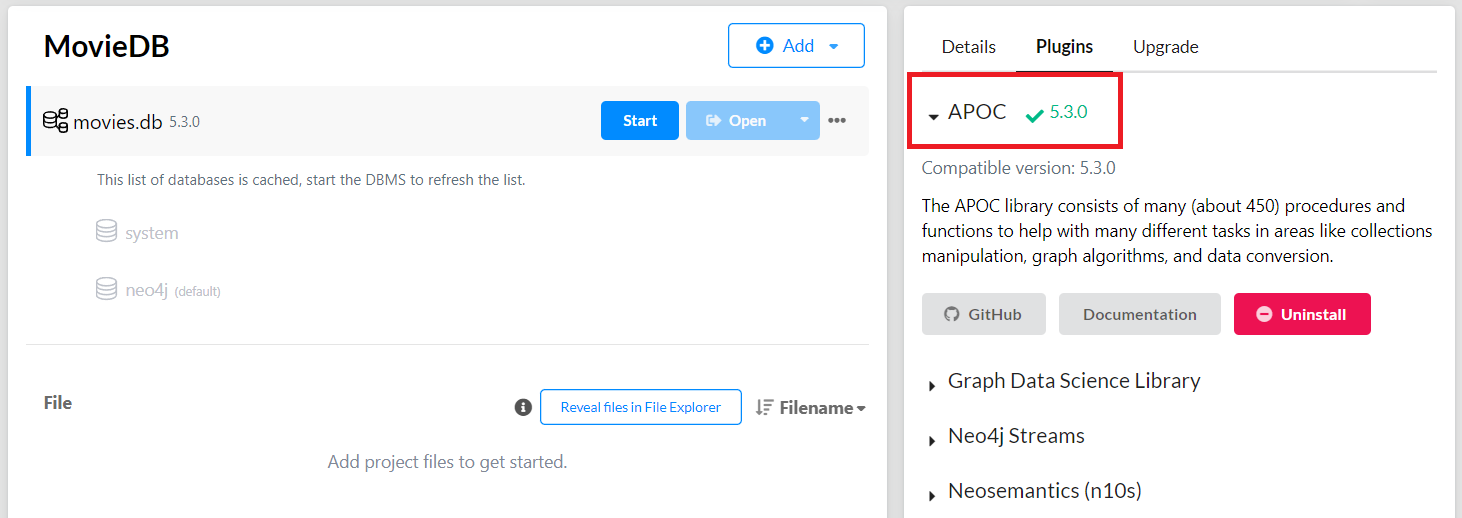 MovieDB
Add
movies.db 5.3.0
Start
Open
This list of databases is cached, start the DBMS to refresh the list.
system
neo4j (default)
File
Reveal files in File Explorer
Filename
Add project files to get started.
Details
Plugins
Upgrade
APOC 5.3.0
Compatible version: 5.3.0
The APOC library consists of many (about 450) procedures and
functions to help with many different tasks in areas like collections
manipulation, graph algorithms, and data conversion.
GitHub
Documentation
Uninstall
Graph Data Science Library
Neo4j Streams
Neosemantics (n10s)